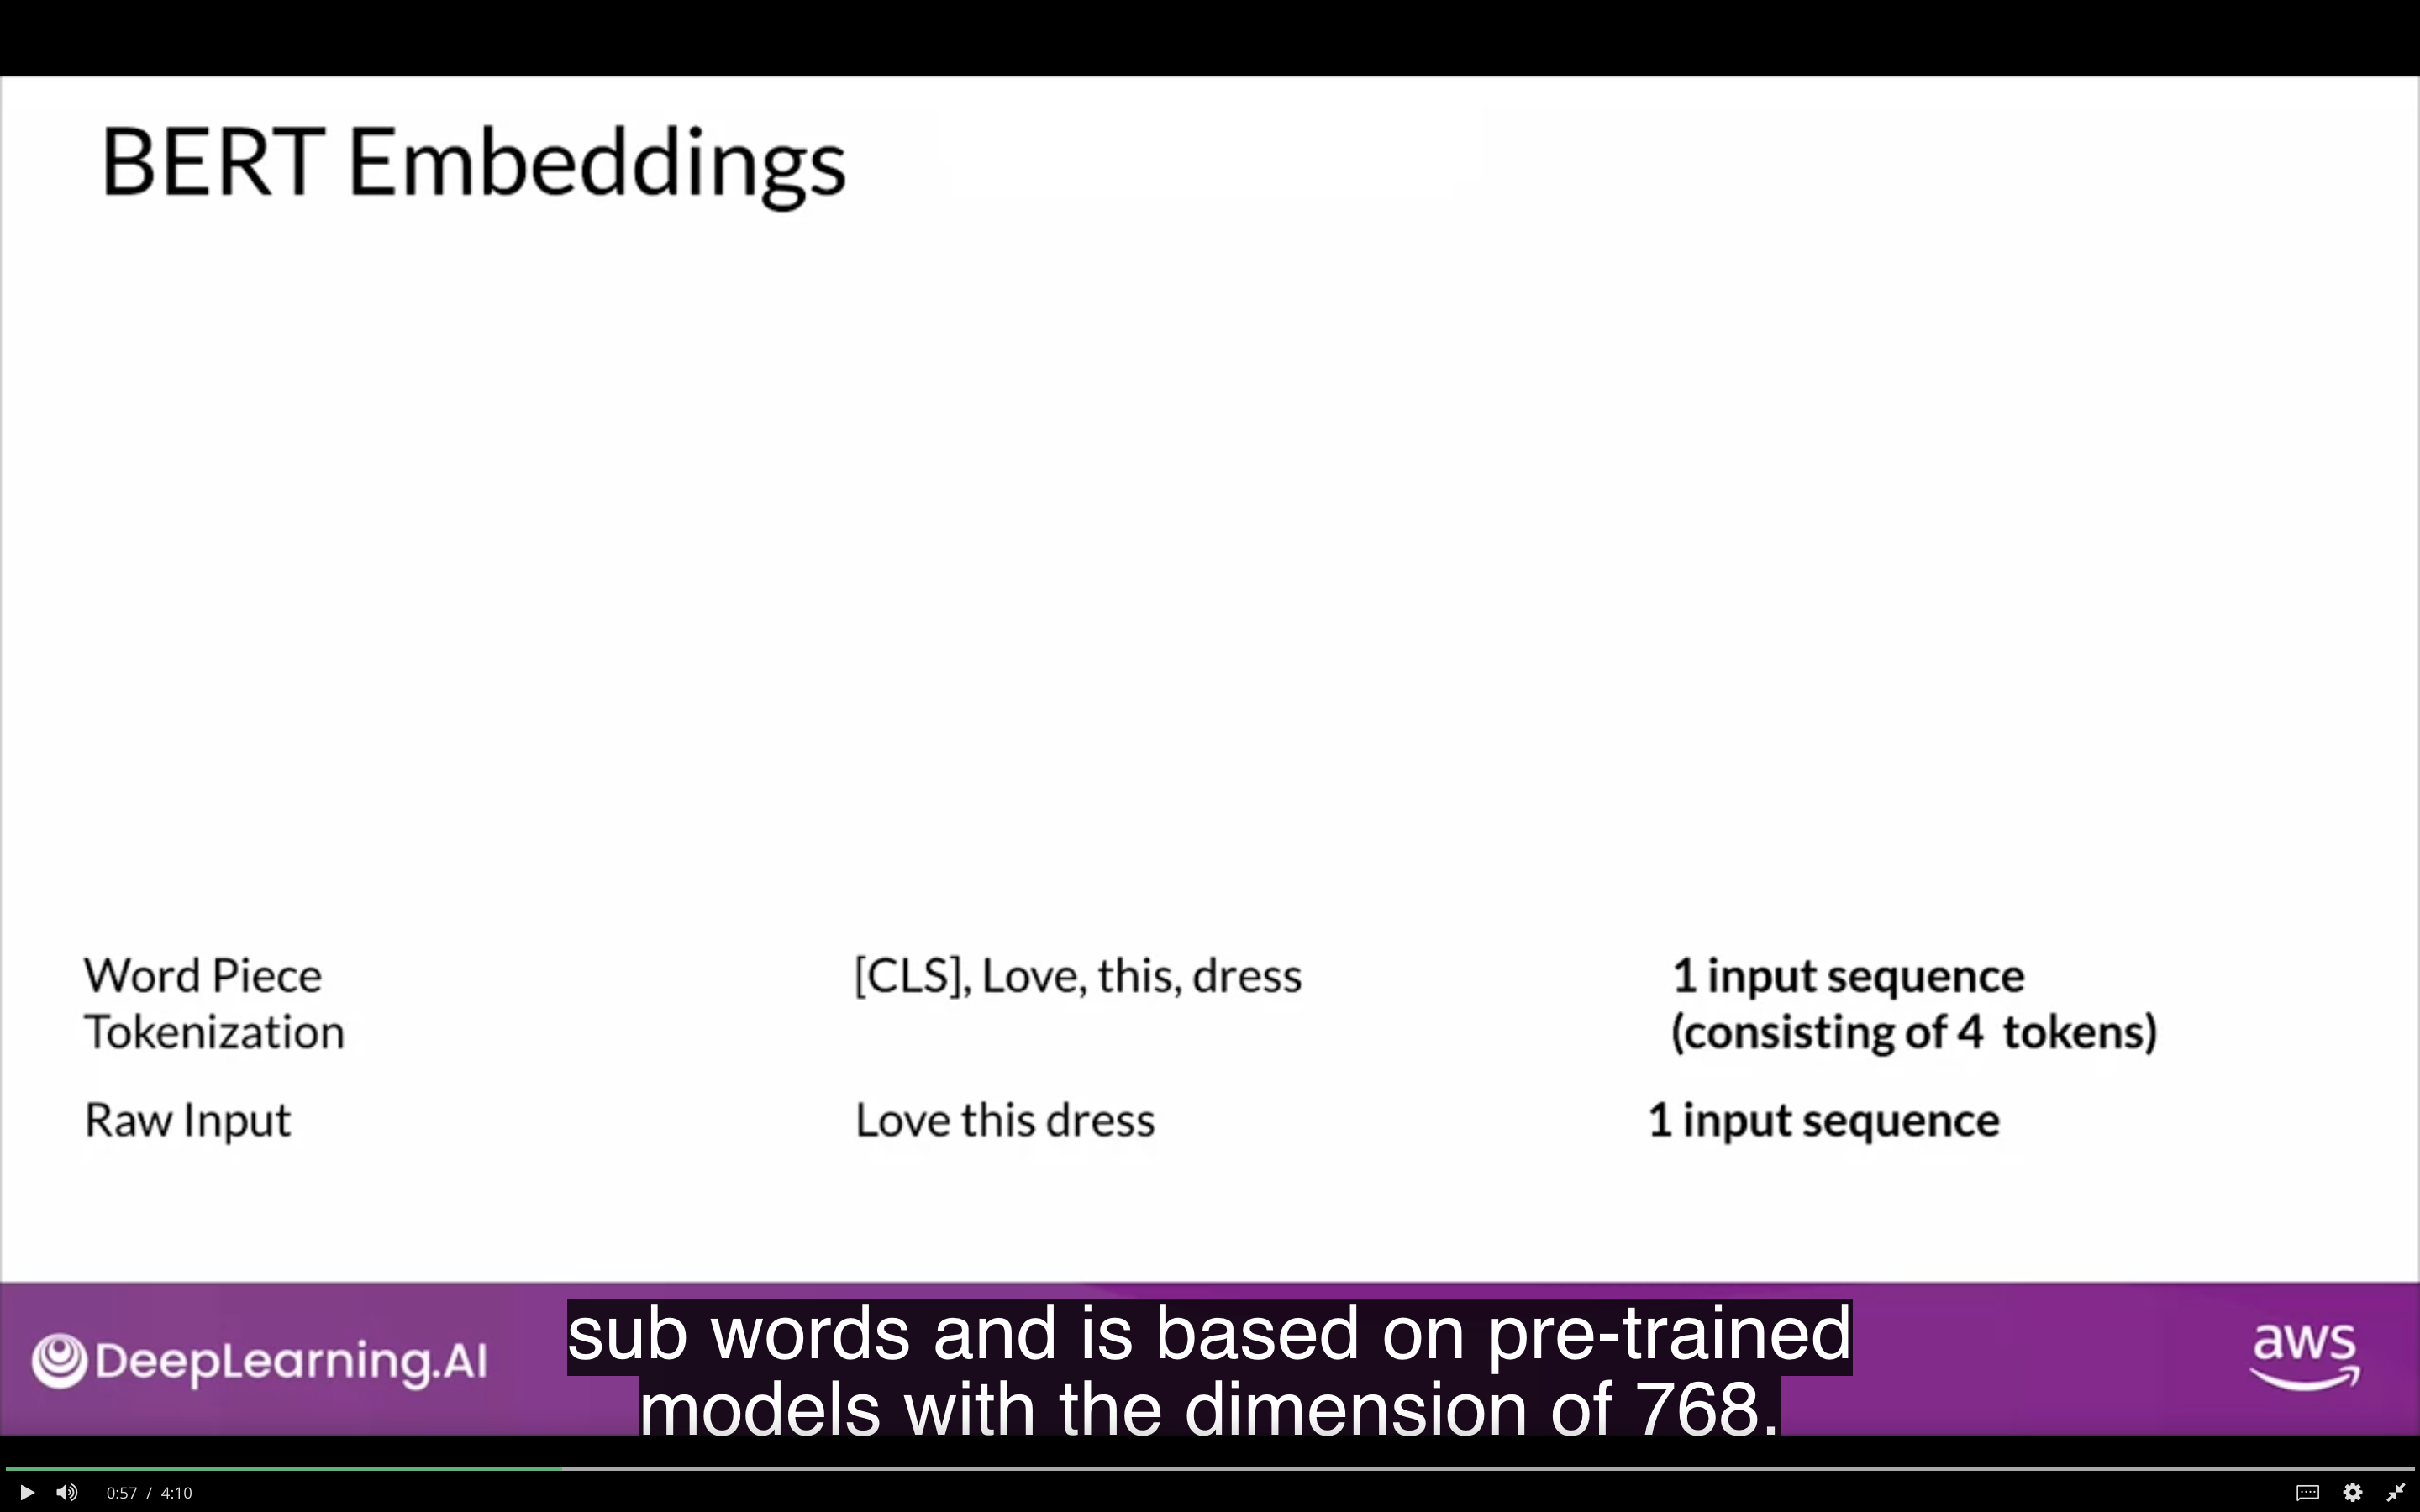 BERT Embeddings
Word Piece
Tokenization
[CLS], Love, this, dress
1 input sequence
(consisting of 4 tokens)
Raw Input
Love this dress
1 input sequence
DeepLearning.AI
sub words and is based on pre-trained
models with the dimension of 768.
aws
0:57 / 4:10